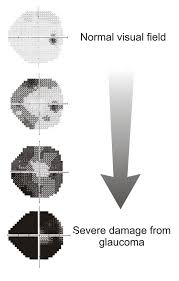 Normal visual field
Severe damage from
glaucoma